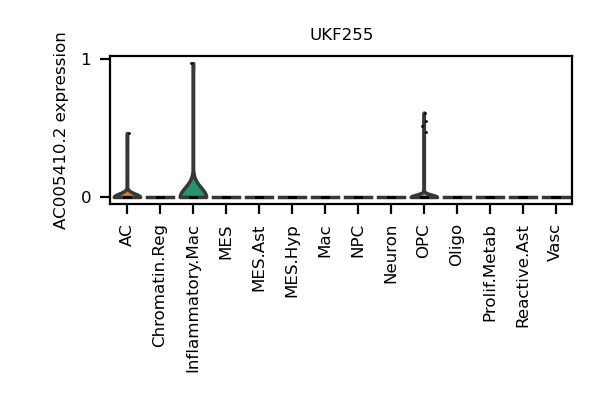 UKF255
AC005410.2 expression
1
0
AC
Chromatin.Reg
Inflammatory.Mac
MES
MES.Ast
MES.Hyp
Mac
NPC
Neuron
OPC
Oligo
Prolif.Metab
Reactive.Ast
Vasc